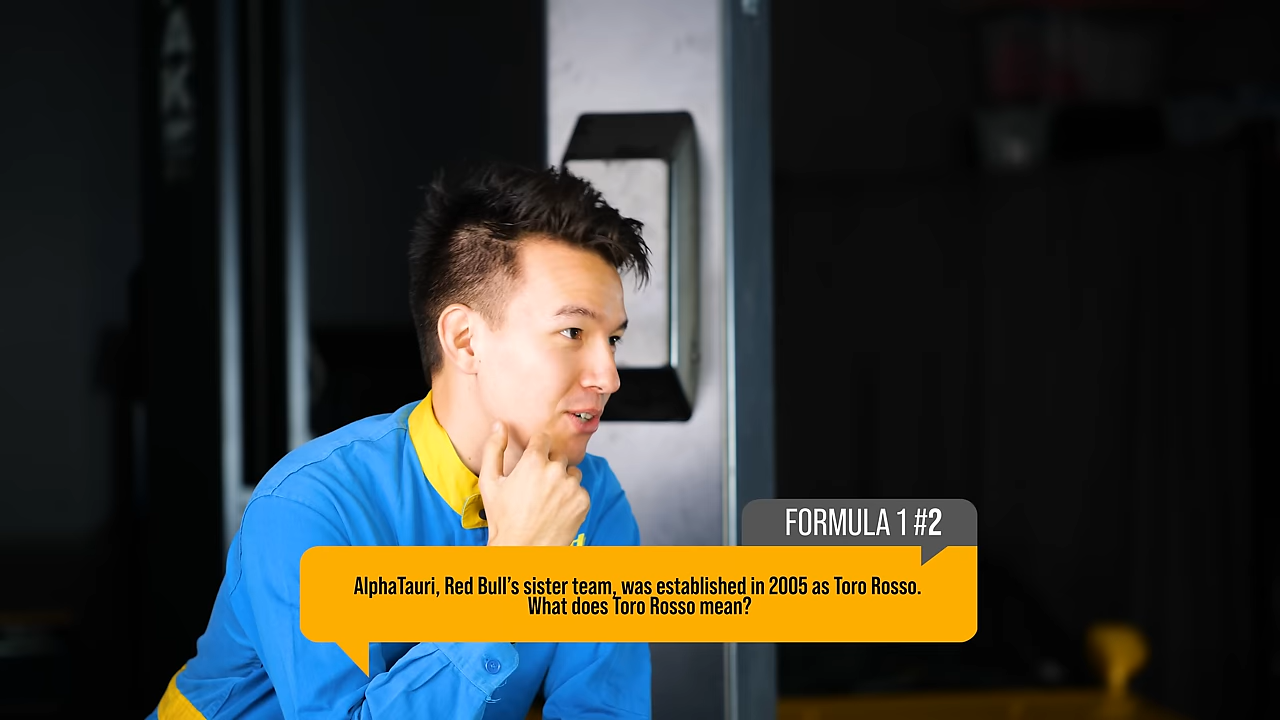 FORMULA 1 #2
AlphaTauri, Red Bull's sister team, was established in 2005 as Toro Rosso.
What does Toro Rosso mean?